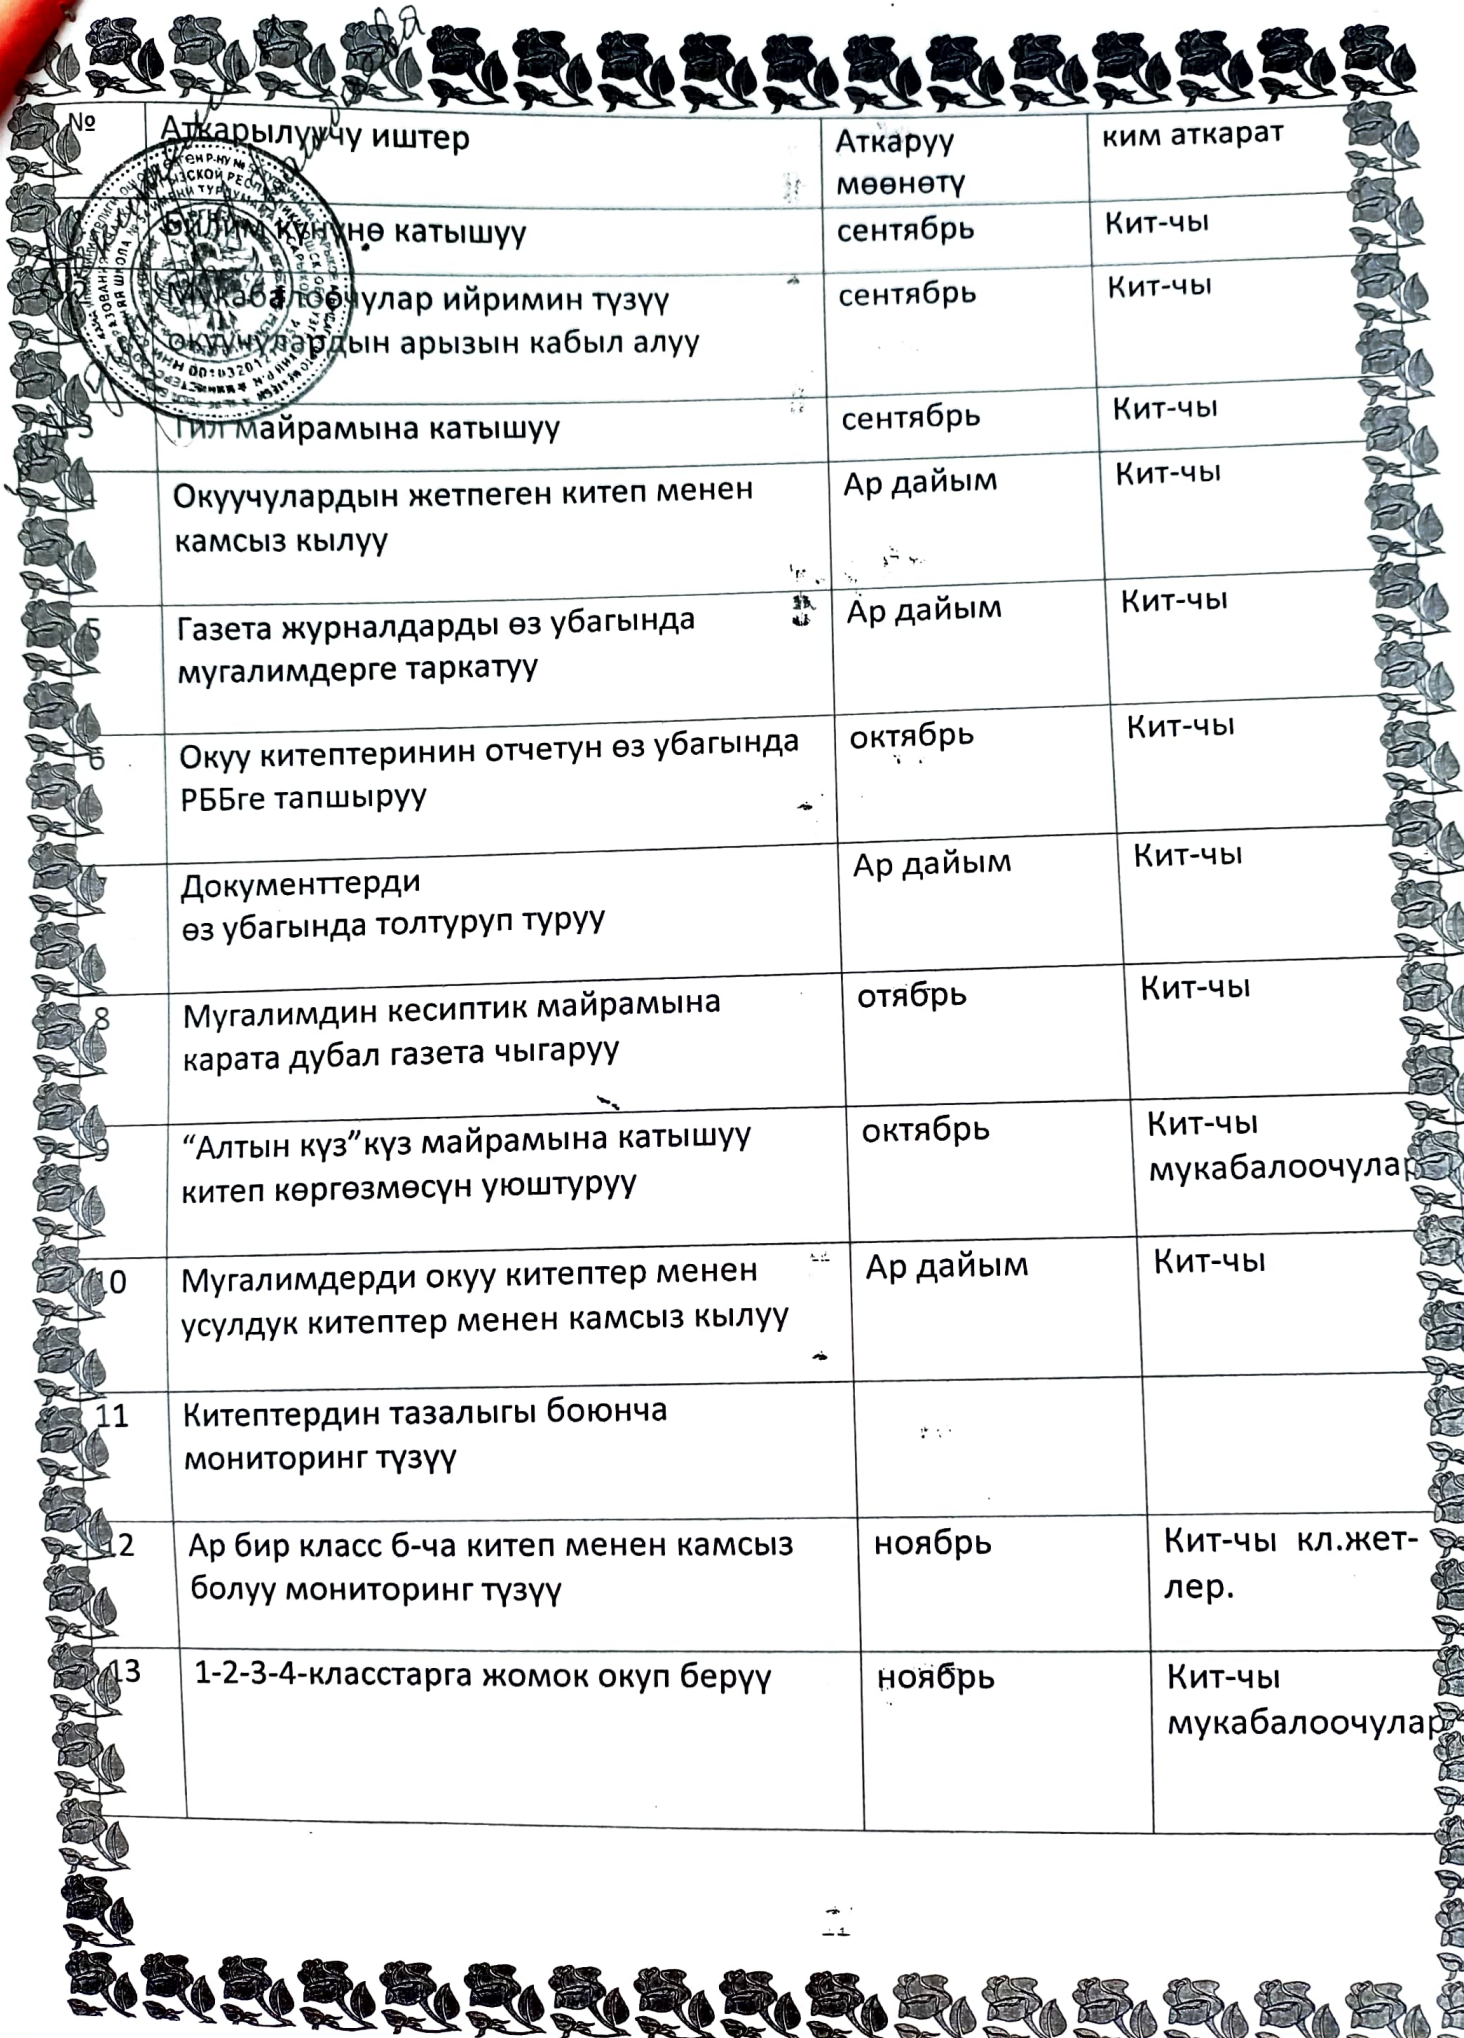 № Аткарылуучу иштер Аткаруу ким аткарат
мөөнөтү
Билим күнүнө катышуу сентябрь Кит-чы
2 Мукабалоочулар ийримин түзүү сентябрь Кит-чы
окуучулардын арызын кабыл алуу
3 Тил майрамына катышуу сентябрь Кит-чы
Окуучулардын жетпеген китеп менен Ар дайым Кит-чы
камсыз кылуу
5 Газета журналдарды өз убагында Ар дайым Кит-чы
мугалимдерге таркатуу
6 Окуу китептеринин отчетун өз убагында октябрь Кит-чы
РББге тапшыруу
Документтерди Ар дайым Кит-чы
өз убагында толтуруп туруу
8 Мугалимдин кесиптик майрамына отябрь Кит-чы
карата дубал газета чыгаруу
9 “Алтын күз”күз майрамына катышуу октябрь Кит-чы
китеп көргөзмөсүн уюштуруу мукабалоочулар
10 Мугалимдерди окуу китептер менен Ар дайым Кит-чы
усулдук китептер менен камсыз кылуу
11 Китептердин тазалыгы боюнча
мониторинг түзүү
12 Ар бир класс б-ча китеп менен камсыз ноябрь Кит-чы кл.жет-
болуу мониторинг түзүү лер.
13 1-2-3-4-класстарга жомок окуп берүү ноябрь Кит-чы
мукабалоочулар